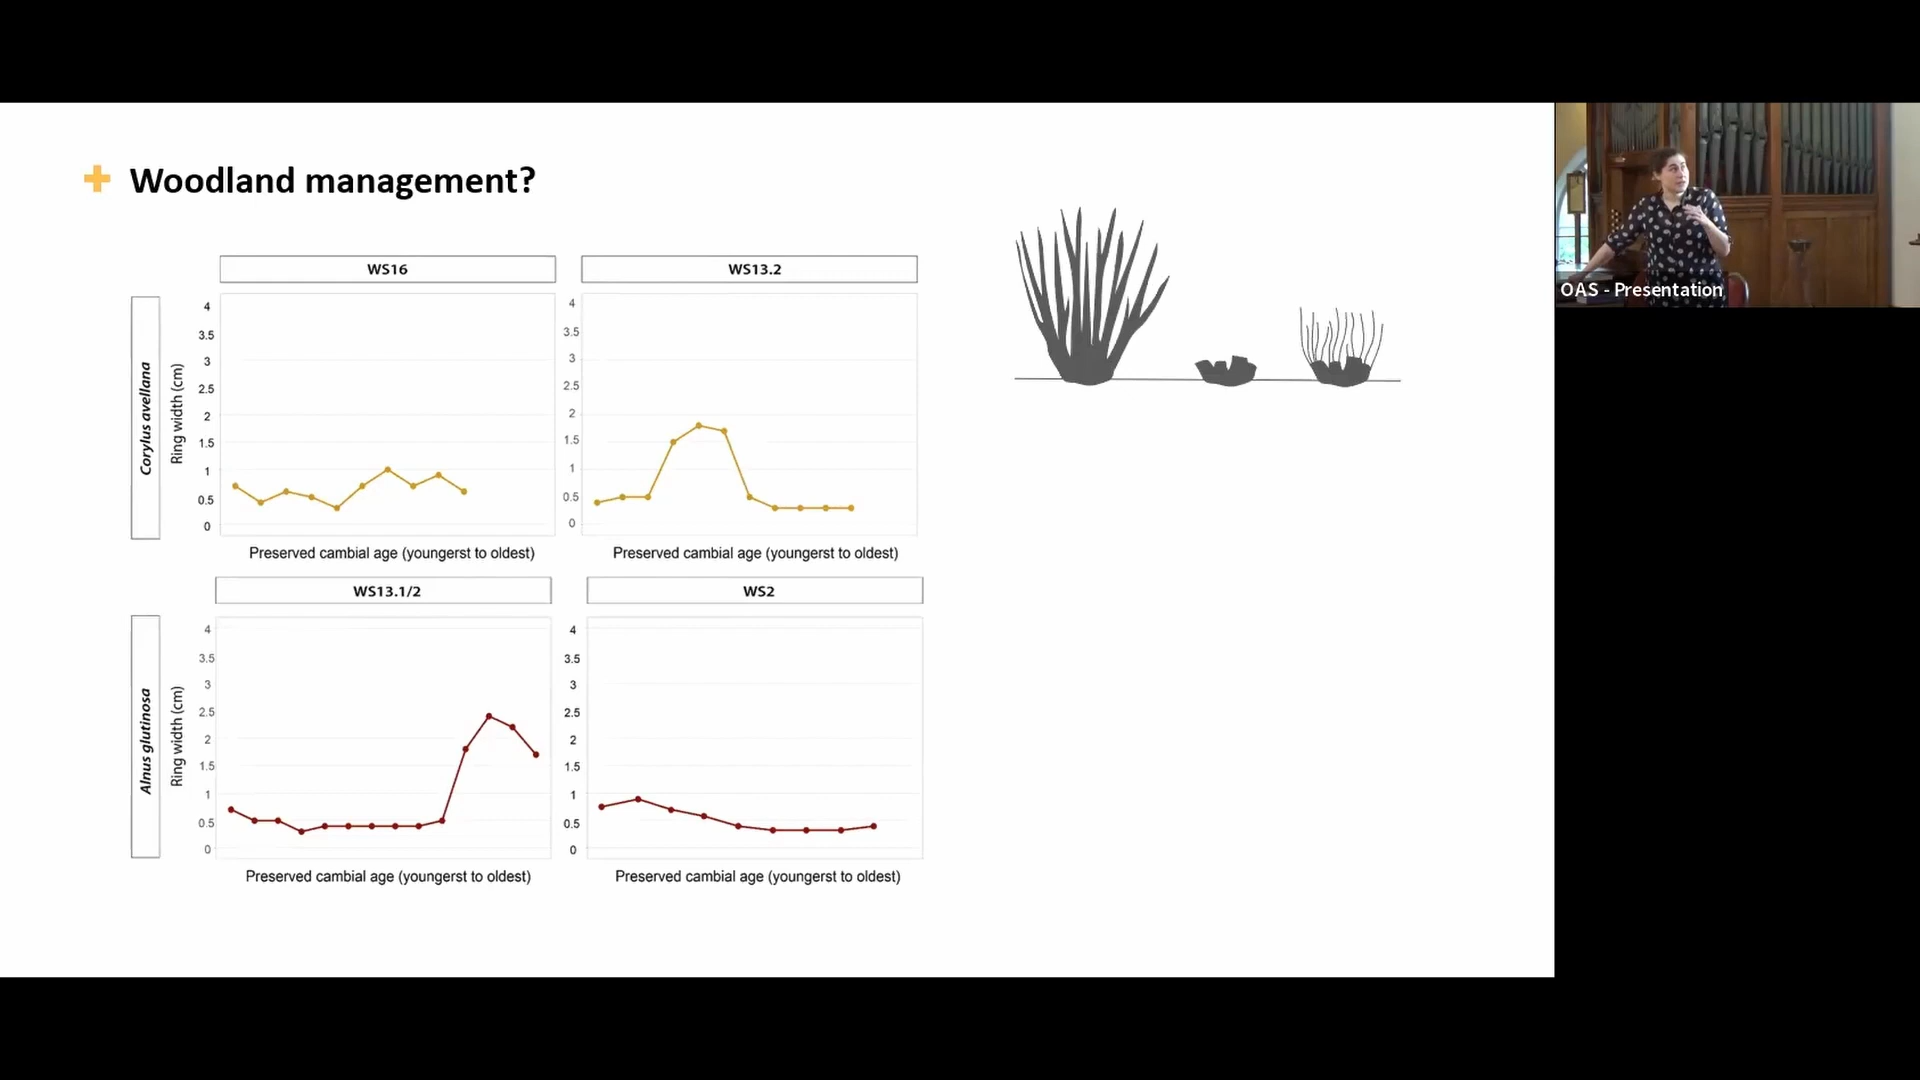 Woodland management?
WS16
WS13.2
Corylus avellana
Ring width (cm)
4
3.5
3
2.5
2
1.5
1
0.5
0
4
3.5
3
2.5
2
1.5
1
0.5
0
Preserved cambial age (youngerst to oldest)
Preserved cambial age (youngerst to oldest)
WS13.1/2
WS2
Alnus glutinosa
Ring width (cm)
4
3.5
3
2.5
2
1.5
1
0.5
0
4
3.5
3
2.5
2
1.5
1
0.5
0
Preserved cambial age (youngerst to oldest)
Preserved cambial age (youngerst to oldest)
OAS - Presentation